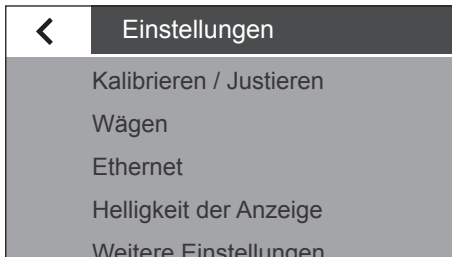 Einstellungen
Kalibrieren / Justieren
Wägen
Ethernet
Helligkeit der Anzeige
Weitere Einstellungen